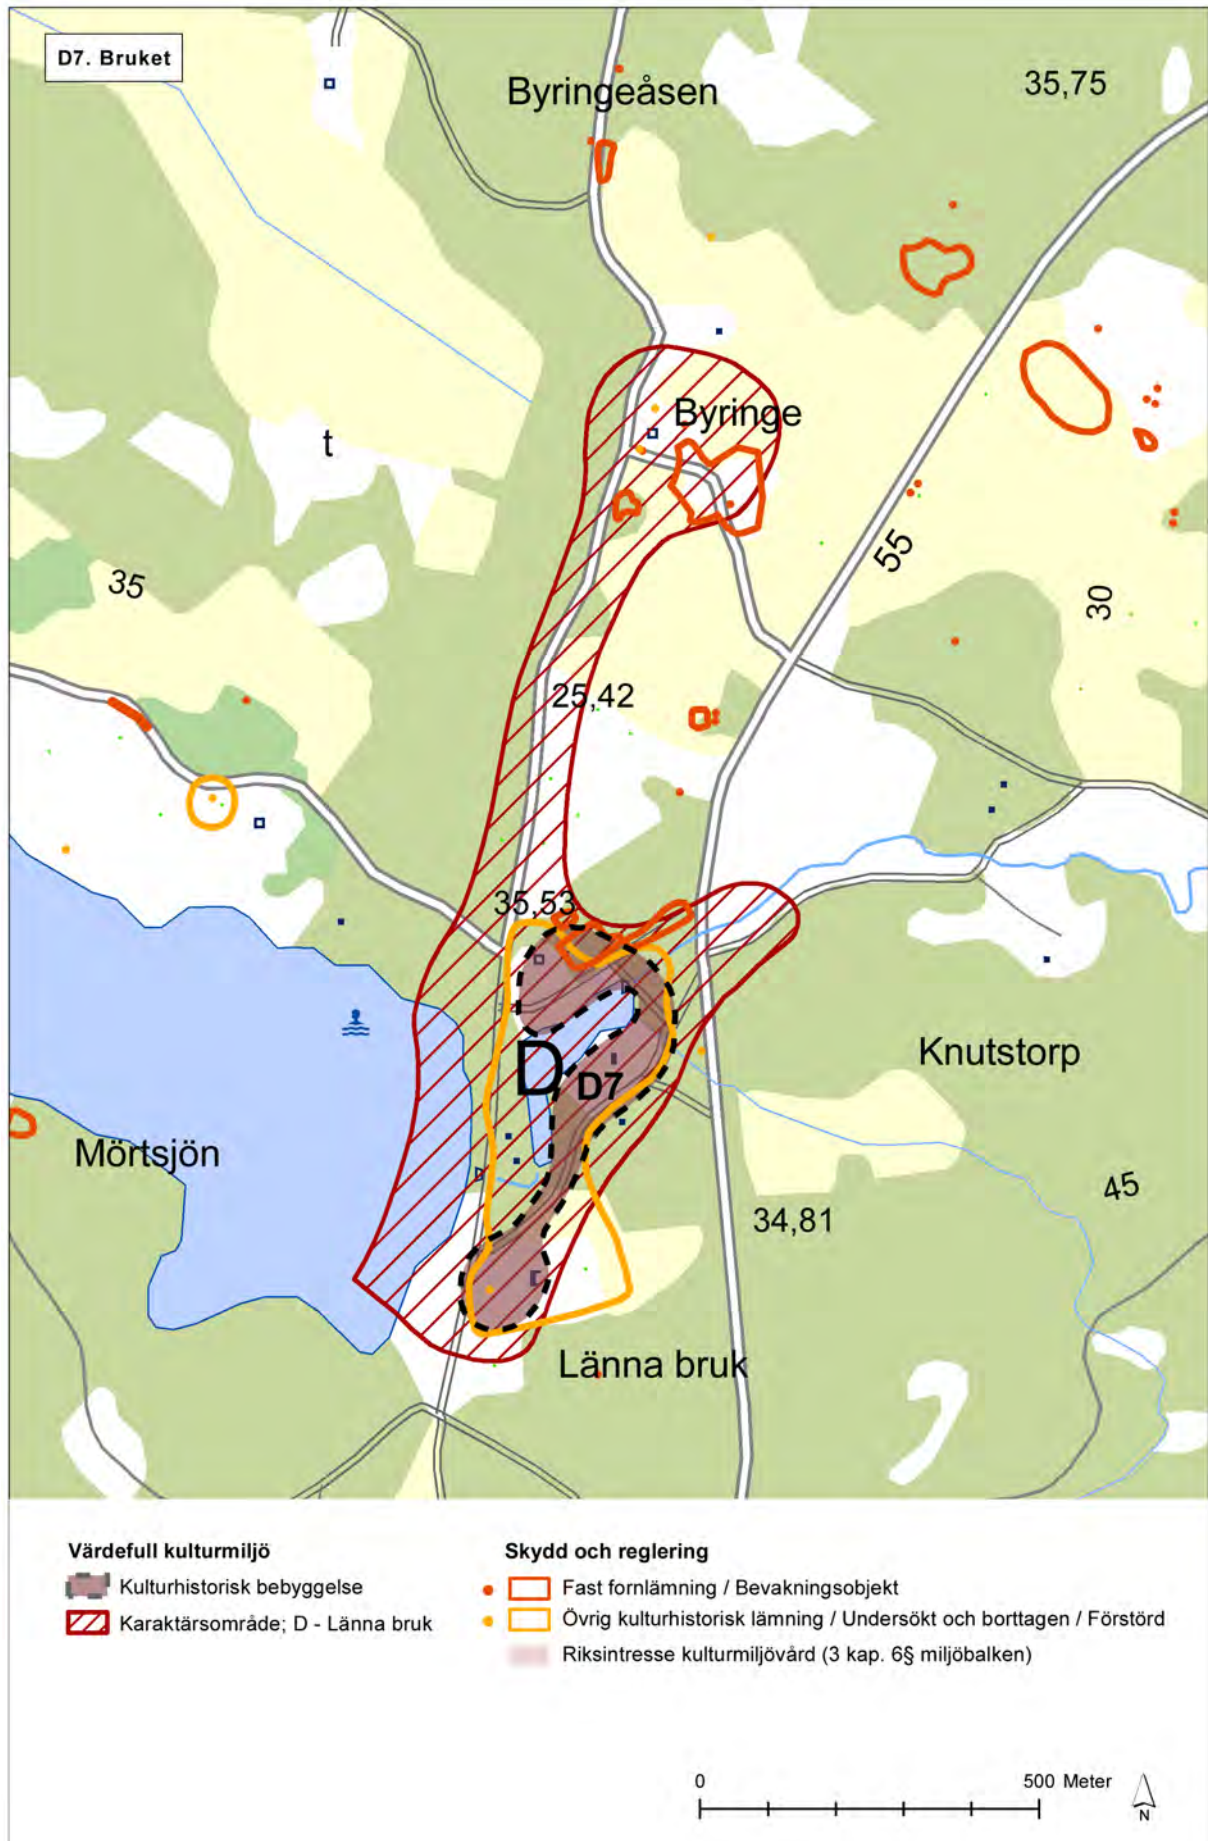 D7. Bruket
Byringeåsen
35,75
Byringe
t
55
35
30
25,42
35,53
D
D7
Knutstorp
Mörtsjön
45
34,81
Länna bruk
Värdefull kulturmiljö
Kulturhistorisk bebyggelse
Karaktärsområde; D - Länna bruk
Skydd och reglering
Fast fornlämning / Bevakningsobjekt
Övrig kulturhistorisk lämning / Undersökt och borttagen / Förstörd
Riksintresse kulturmiljövård (3 kap. 6§ miljöbalken)
0 500 Meter
N